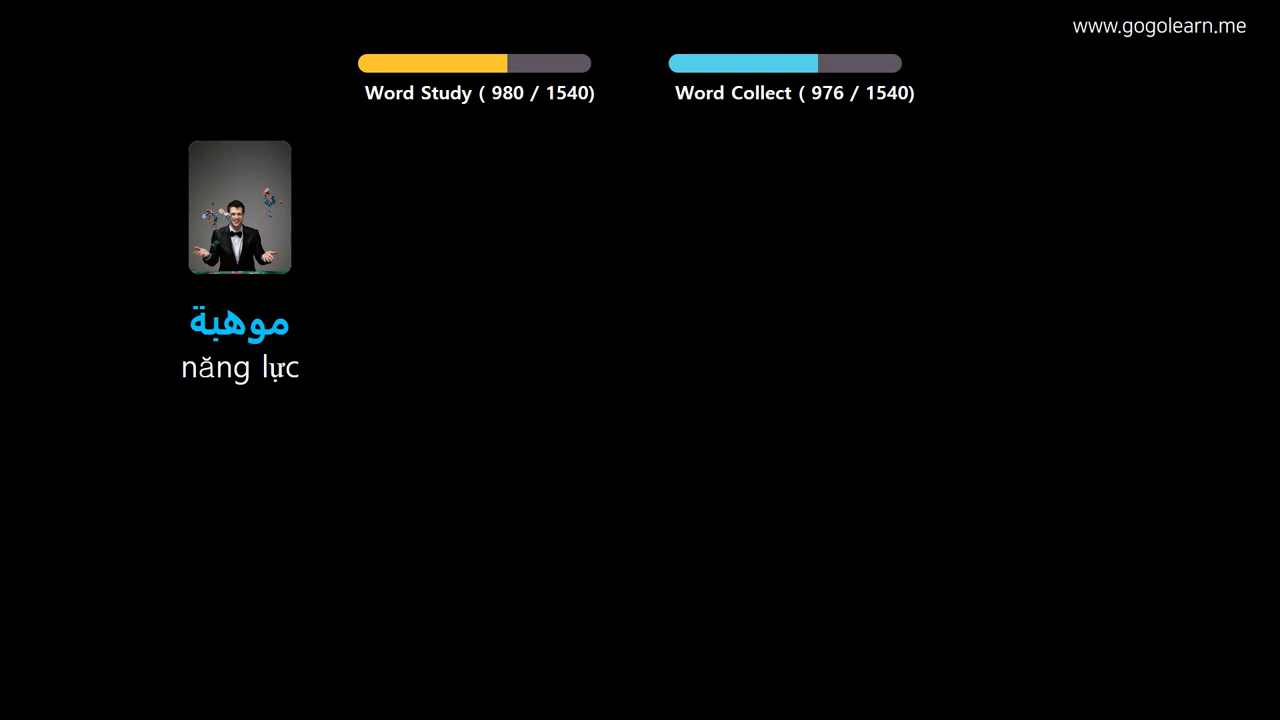 www.gogolearn.me
Word Study ( 980 / 1540)
Word Collect ( 976 / 1540)
موهبة
năng lực